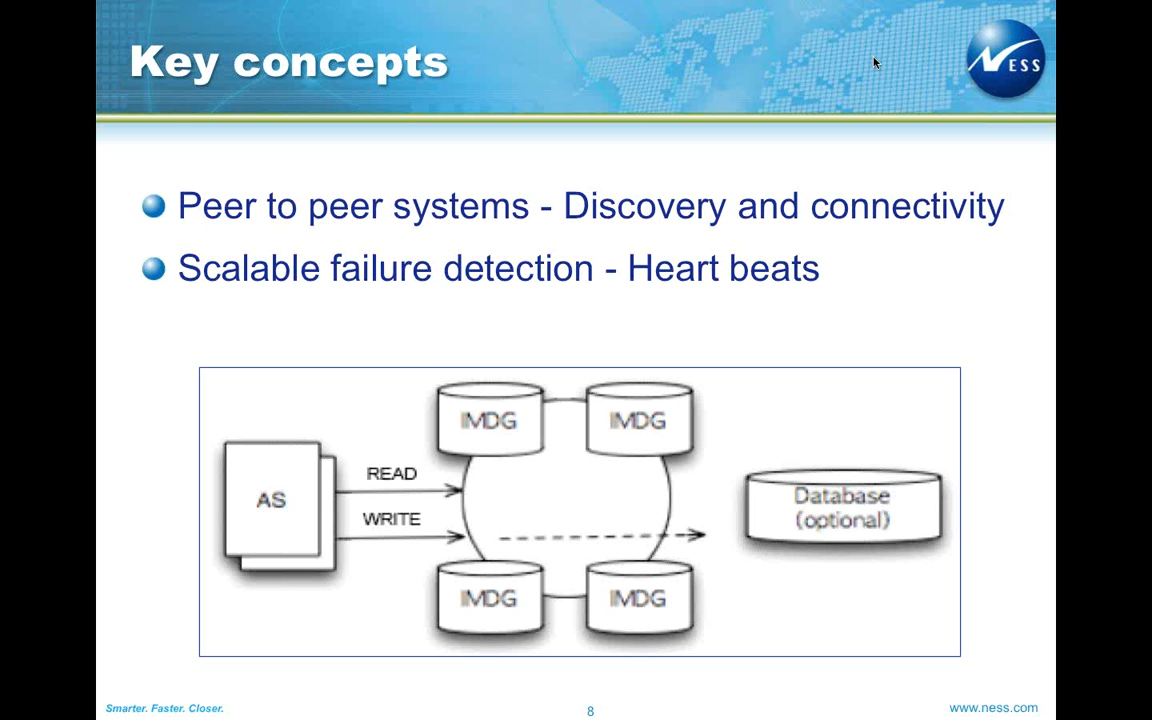 Key concepts
NESS
Peer to peer systems - Discovery and connectivity
Scalable failure detection - Heart beats
IMDG
IMDG
AS
READ
WRITE
Database
(optional)
IMDG
IMDG
Smarter. Faster. Closer.
8
www.ness.com